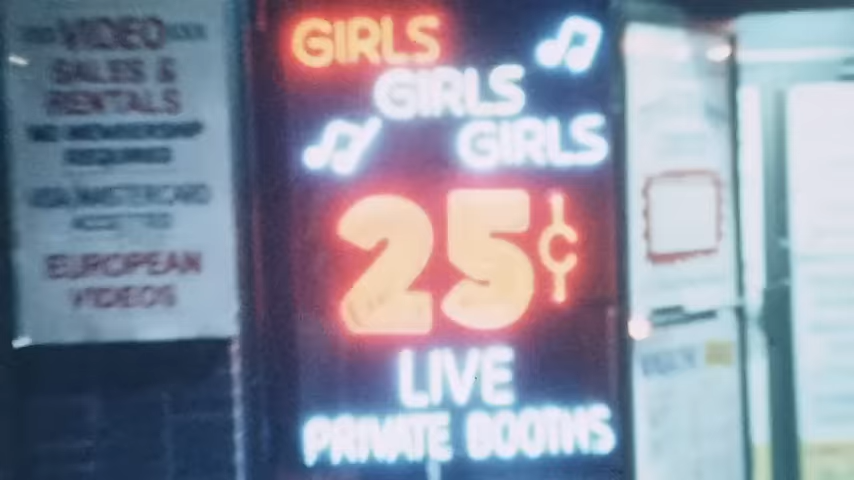 VIDEO
SALES &
RENTALS
NO MEMBERSHIP
REQUIRED
VISA/MASTERCARD
ACCEPTED
EUROPEAN
VIDEOS
GIRLS
GIRLS
GIRLS
25¢
LIVE
PRIVATE BOOTHS